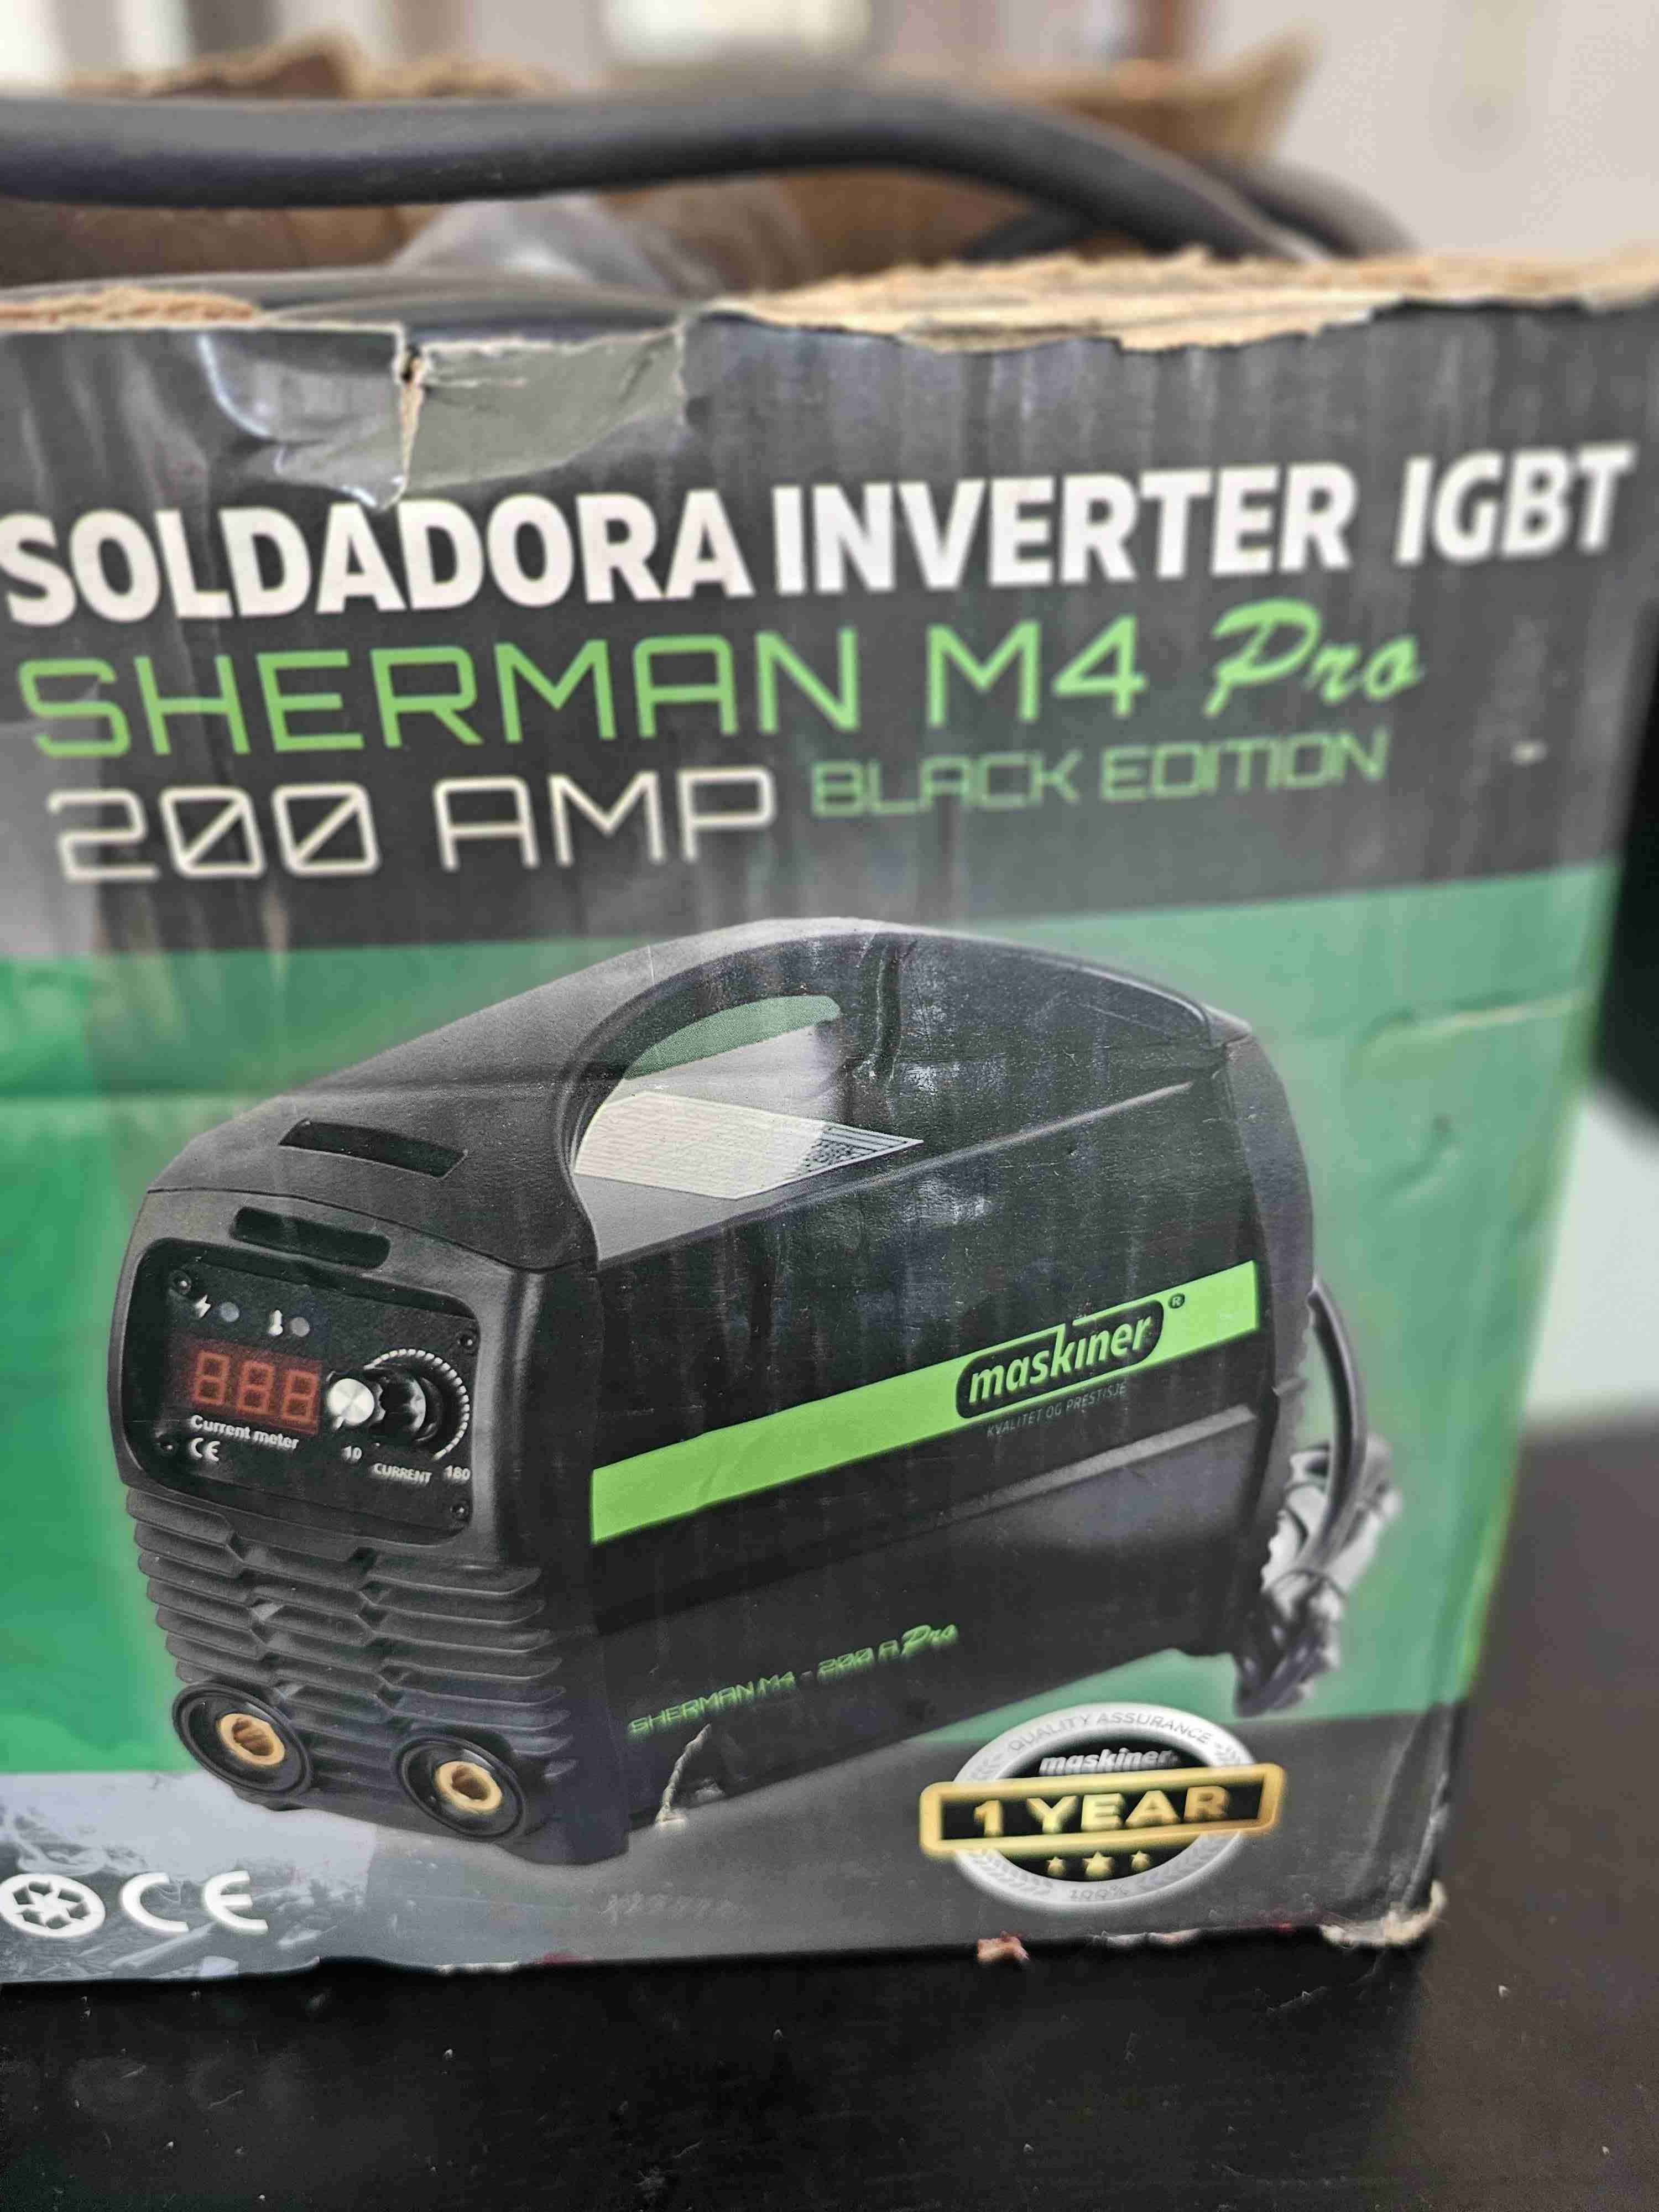 SOLDADORA INVERTER IGBT
SHERMAN M4 Pro
200 AMP BLACK EDITION
maskiner ®
KVALITET OG PRESTISJE
888
Current meter
CE
10 CURRENT 180
SHERMAN M4 - 200 A Pro
QUALITY ASSURANCE
maskiner
1 YEAR
100%
CE